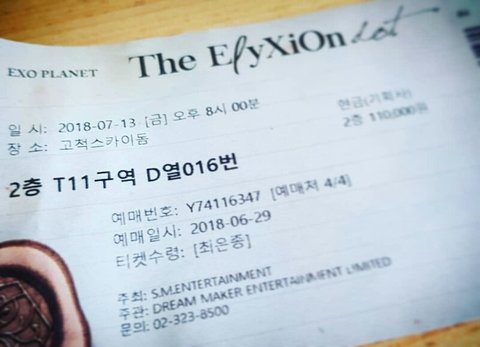 EXO PLANET The ElyXiOn dot
일 시: 2018-07-13 [금] 오후 8시 00분
장 소: 고척스카이돔
현금(기획사)
2층 110,000원
2층 T11구역 D열016번
예매번호: Y74116347 [예매처 4/4]
예매일시: 2018-06-29
티켓수령: [최은종]
주최: S.M.ENTERTAINMENT
주관: DREAM MAKER ENTERTAINMENT LIMITED
문의: 02-323-8500